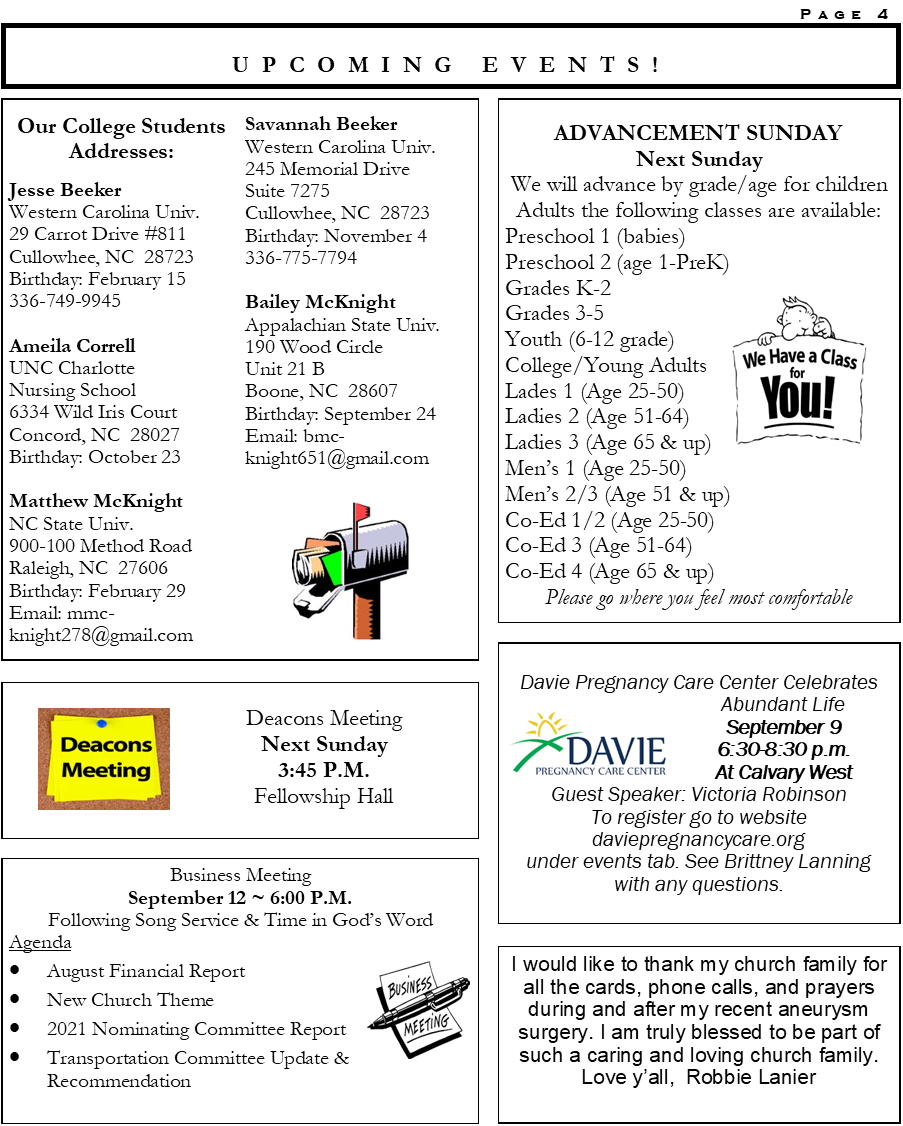 Page 4
UPCOMING EVENTS!
Our College Students
Addresses:
Jesse Beeker
Western Carolina Univ.
29 Carrot Drive #811
Cullowhee, NC  28723
Birthday: February 15
336-749-9945
Ameila Correll
UNC Charlotte
Nursing School
6334 Wild Iris Court
Concord, NC  28027
Birthday: October 23
Matthew McKnight
NC State Univ.
900-100 Method Road
Raleigh, NC  27606
Birthday: February 29
Email: mmc-
knight278@gmail.com
Savannah Beeker
Western Carolina Univ.
245 Memorial Drive
Suite 7275
Cullowhee, NC  28723
Birthday: November 4
336-775-7794
Bailey McKnight
Appalachian State Univ.
190 Wood Circle
Unit 21 B
Boone, NC  28607
Birthday: September 24
Email: bmc-
knight651@gmail.com
Deacons
Meeting
Deacons Meeting
Next Sunday
3:45 P.M.
Fellowship Hall
Business Meeting
September 12 ~ 6:00 P.M.
Following Song Service & Time in God's Word
Agenda
• August Financial Report
• New Church Theme
• 2021 Nominating Committee Report
• Transportation Committee Update &
Recommendation
BUSINESS
MEETING
ADVANCEMENT SUNDAY
Next Sunday
We will advance by grade/age for children
Adults the following classes are available:
Preschool 1 (babies)
Preschool 2 (age 1-PreK)
Grades K-2
Grades 3-5
Youth (6-12 grade)
College/Young Adults
Lades 1 (Age 25-50)
Ladies 2 (Age 51-64)
Ladies 3 (Age 65 & up)
Men's 1 (Age 25-50)
Men's 2/3 (Age 51 & up)
Co-Ed 1/2 (Age 25-50)
Co-Ed 3 (Age 51-64)
Co-Ed 4 (Age 65 & up)
Please go where you feel most comfortable
We Have a Class
for
You!
Davie Pregnancy Care Center Celebrates
Abundant Life
September 9
6:30-8:30 p.m.
At Calvary West
DAVIE
PREGNANCY CARE CENTER
Guest Speaker: Victoria Robinson
To register go to website
daviepregnancycare.org
under events tab. See Brittney Lanning
with any questions.
I would like to thank my church family for
all the cards, phone calls, and prayers
during and after my recent aneurysm
surgery. I am truly blessed to be part of
such a caring and loving church family.
Love y'all,  Robbie Lanier